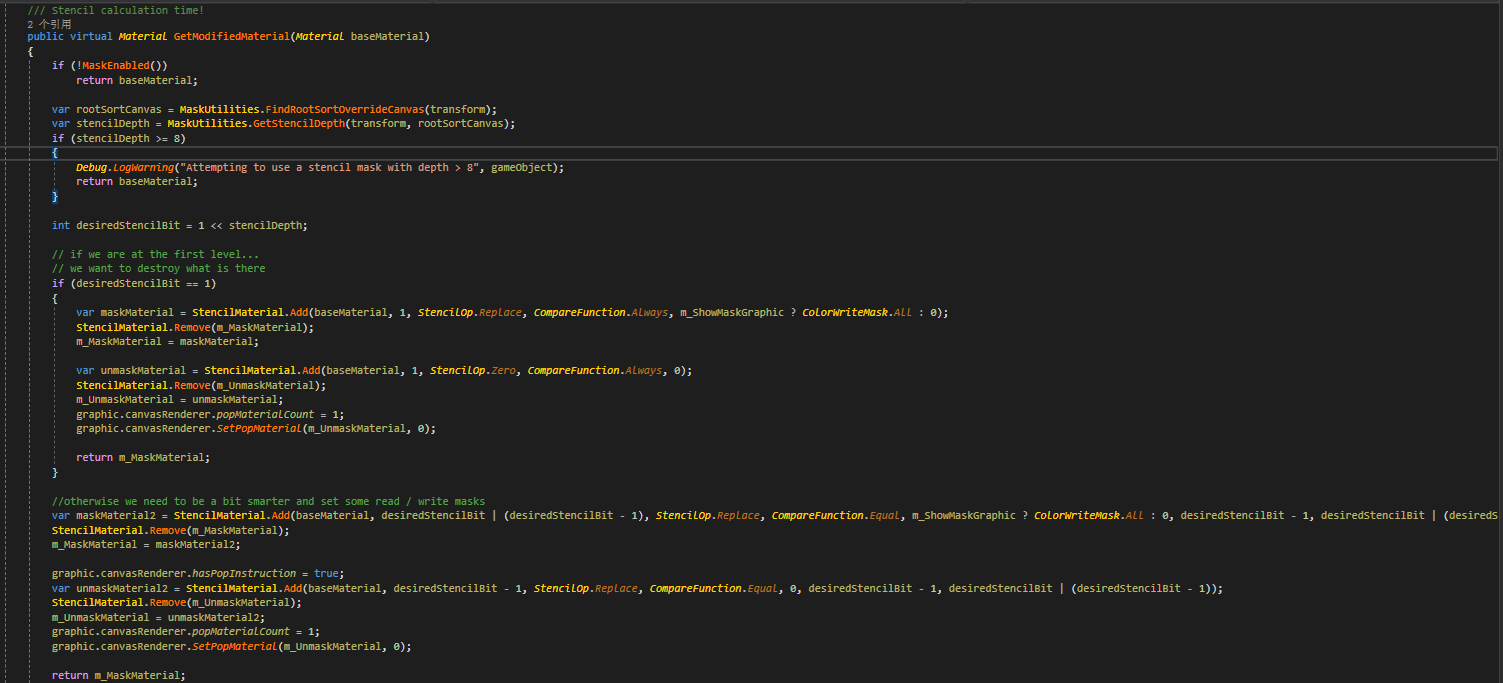 /// Stencil calculation time!
2 个引用
public virtual Material GetModifiedMaterial(Material baseMaterial)
{
if (!MaskEnabled())
return baseMaterial;
var rootSortCanvas = MaskUtilities.FindRootSortOverrideCanvas(transform);
var stencilDepth = MaskUtilities.GetStencilDepth(transform, rootSortCanvas);
if (stencilDepth >= 8)
{
Debug.LogWarning("Attempting to use a stencil mask with depth > 8", gameObject);
return baseMaterial;
}
int desiredStencilBit = 1 << stencilDepth;
// if we are at the first level...
// we want to destroy what is there
if (desiredStencilBit == 1)
{
var maskMaterial = StencilMaterial.Add(baseMaterial, 1, StencilOp.Replace, CompareFunction.Always, m_ShowMaskGraphic ? ColorWriteMask.All : 0);
StencilMaterial.Remove(m_MaskMaterial);
m_MaskMaterial = maskMaterial;
var unmaskMaterial = StencilMaterial.Add(baseMaterial, 1, StencilOp.Zero, CompareFunction.Always, 0);
StencilMaterial.Remove(m_UnmaskMaterial);
m_UnmaskMaterial = unmaskMaterial;
graphic.canvasRenderer.popMaterialCount = 1;
graphic.canvasRenderer.SetPopMaterial(m_UnmaskMaterial, 0);
return m_MaskMaterial;
}
//otherwise we need to be a bit smarter and set some read / write masks
var maskMaterial2 = StencilMaterial.Add(baseMaterial, desiredStencilBit | (desiredStencilBit - 1), StencilOp.Replace, CompareFunction.Equal, m_ShowMaskGraphic ? ColorWriteMask.All : 0, desiredStencilBit - 1, desiredStencilBit | (desiredS
StencilMaterial.Remove(m_MaskMaterial);
m_MaskMaterial = maskMaterial2;
graphic.canvasRenderer.hasPopInstruction = true;
var unmaskMaterial2 = StencilMaterial.Add(baseMaterial, desiredStencilBit - 1, StencilOp.Replace, CompareFunction.Equal, 0, desiredStencilBit - 1, desiredStencilBit | (desiredStencilBit - 1));
StencilMaterial.Remove(m_UnmaskMaterial);
m_UnmaskMaterial = unmaskMaterial2;
graphic.canvasRenderer.popMaterialCount = 1;
graphic.canvasRenderer.SetPopMaterial(m_UnmaskMaterial, 0);
return m_MaskMaterial;